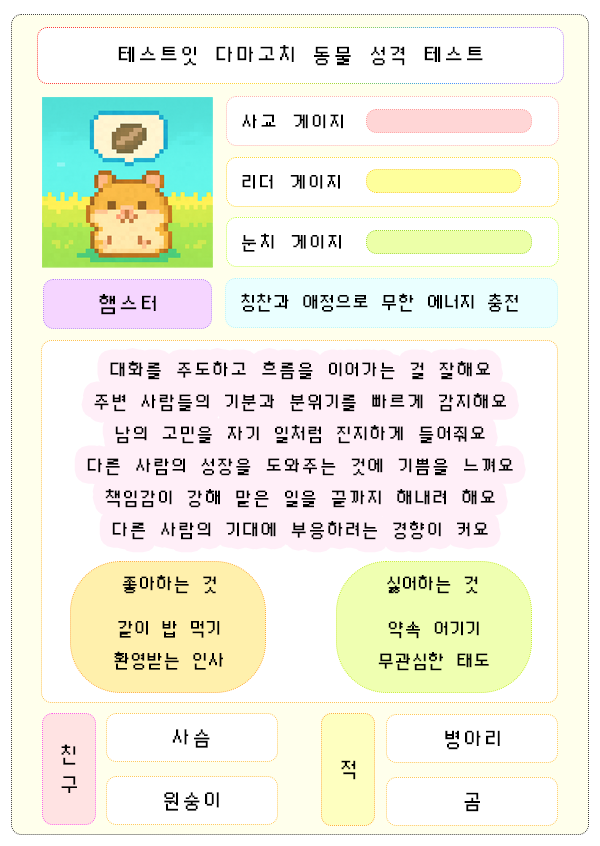 테스트잇 다마고치 동물 성격 테스트
사교 게이지
리더 게이지
눈치 게이지
햄스터
칭찬과 애정으로 무한 에너지 충전
대화를 주도하고 흐름을 이어가는 걸 잘해요
주변 사람들의 기분과 분위기를 빠르게 감지해요
남의 고민을 자기 일처럼 진지하게 들어줘요
다른 사람의 성장을 도와주는 것에 기쁨을 느껴요
책임감이 강해 맡은 일을 끝까지 해내려 해요
다른 사람의 기대에 부응하려는 경향이 커요
좋아하는 것
같이 밥 먹기
환영받는 인사
싫어하는 것
약속 어기기
무관심한 태도
친구
사슴
원숭이
적
병아리
곰